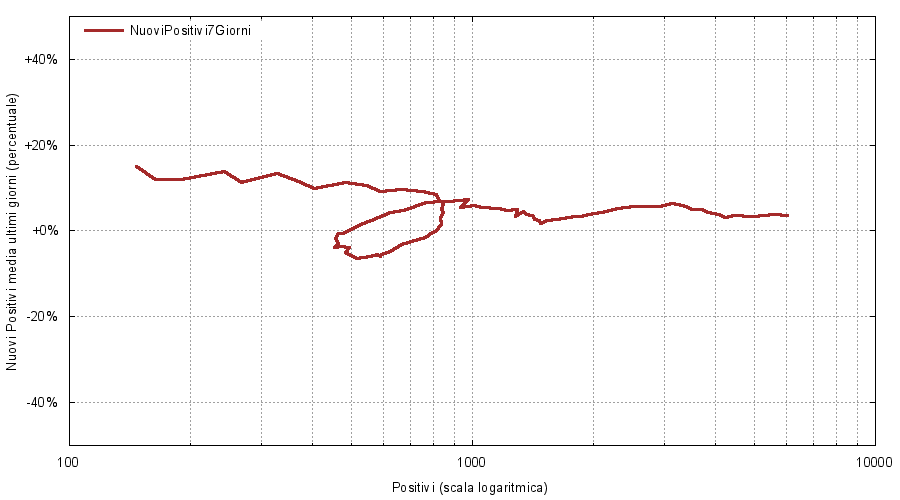 NuoviPositivi7Giorni
+40%
+20%
+0%
-20%
-40%
Nuovi Positivi media ultimi giorni (percentuale)
100 1000 10000
Positivi (scala logaritmica)